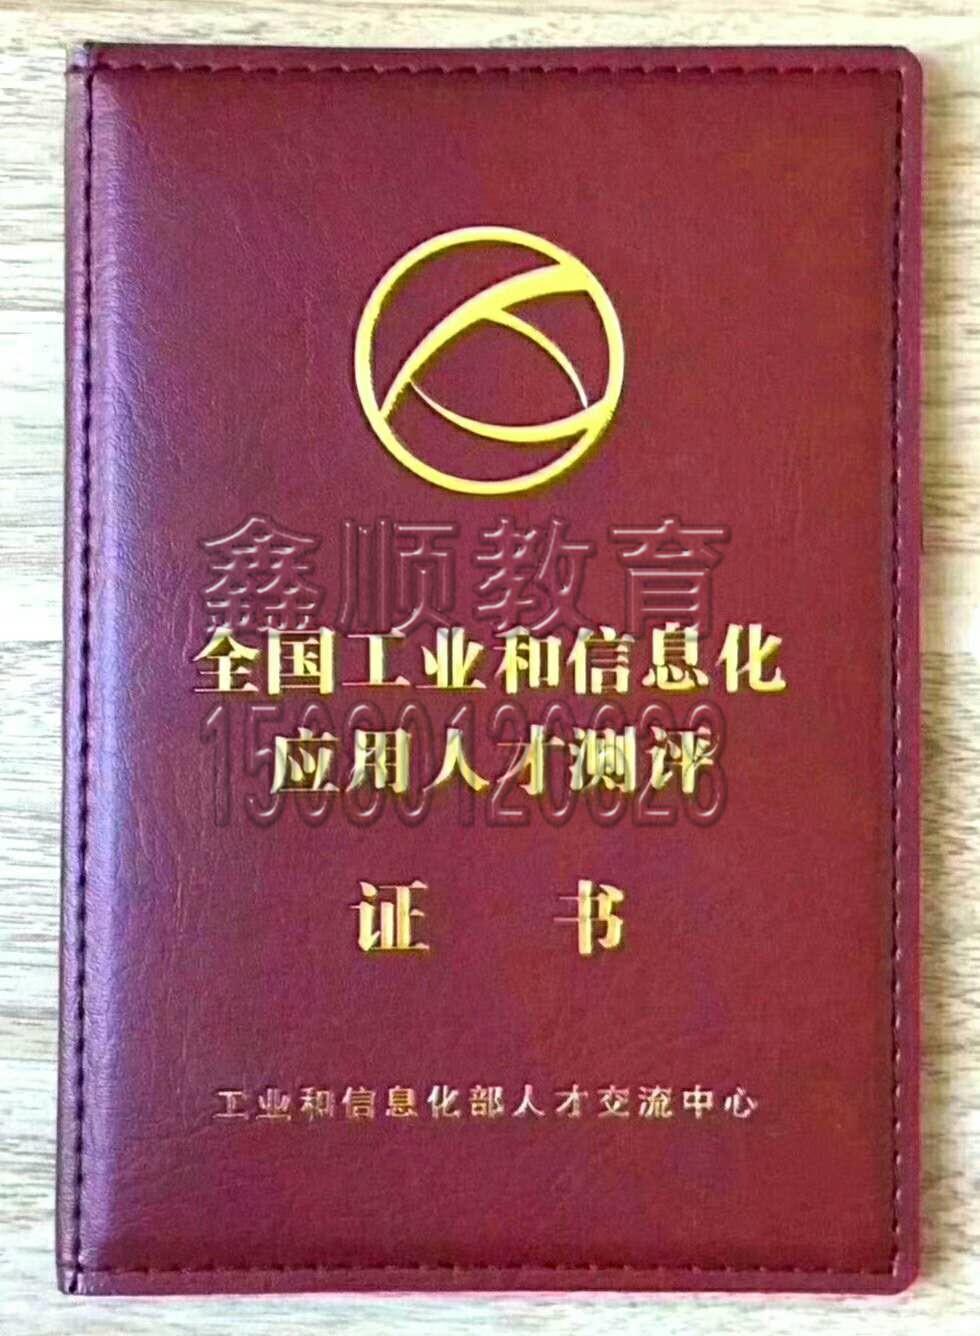 鑫顺教育
全国工业和信息化
应用人才测评
证书
工业和信息化部人才交流中心